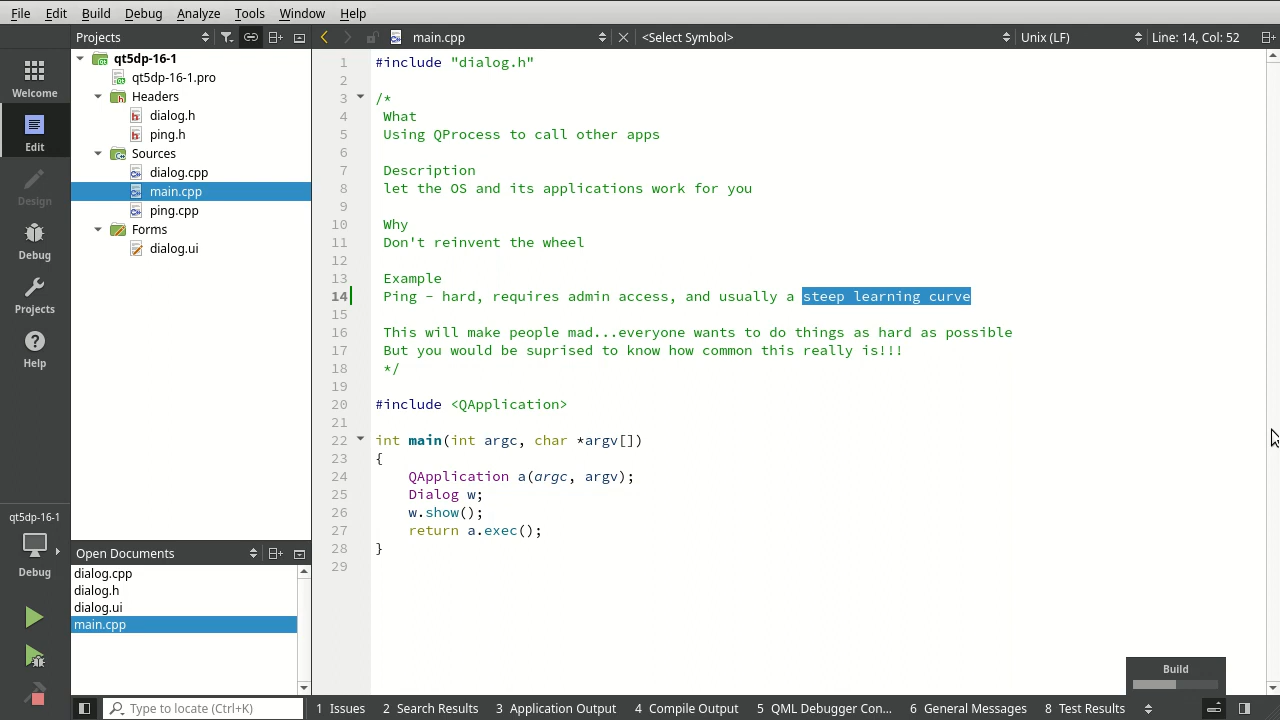 File Edit Build Debug Analyze Tools Window Help
Projects main.cpp <Select Symbol> Unix (LF) Line: 14, Col: 52
Welcome
Edit
Design
Debug
Projects
Help
qt5dp-16-1
Debug
qt5dp-16-1
qt5dp-16-1.pro
Headers
dialog.h
ping.h
Sources
dialog.cpp
main.cpp
ping.cpp
Forms
dialog.ui
Open Documents
dialog.cpp
dialog.h
dialog.ui
main.cpp
1 #include "dialog.h"
2
3 /*
4 What
5 Using QProcess to call other apps
6
7 Description
8 let the OS and its applications work for you
9
10 Why
11 Don't reinvent the wheel
12
13 Example
14 Ping - hard, requires admin access, and usually a steep learning curve
15
16 This will make people mad...everyone wants to do things as hard as possible
17 But you would be suprised to know how common this really is!!!
18 */
19
20 #include <QApplication>
21
22 int main(int argc, char *argv[])
23 {
24 QApplication a(argc, argv);
25 Dialog w;
26 w.show();
27 return a.exec();
28 }
29
Build
Type to locate (Ctrl+K) 1 Issues 2 Search Results 3 Application Output 4 Compile Output 5 QML Debugger Con... 6 General Messages 8 Test Results